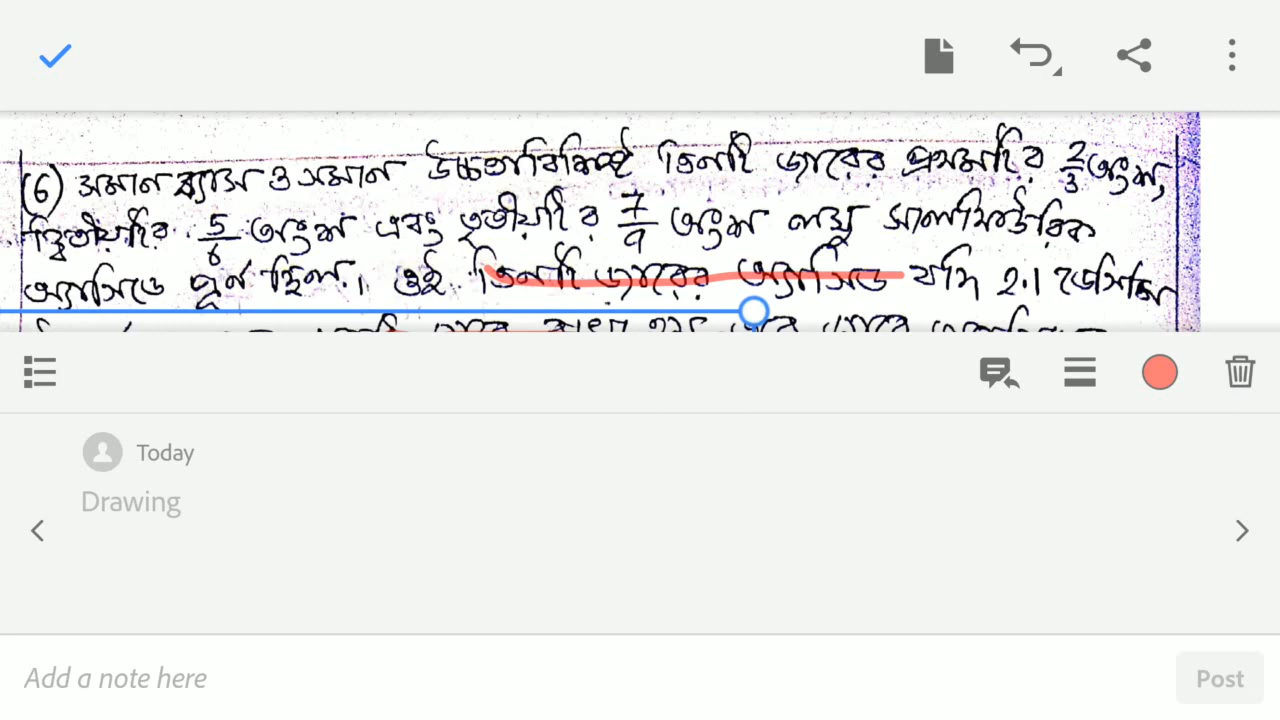 (6) সমান ব্যাস ও সমান উচ্চতাবিশিষ্ট তিনটি জারের প্রথমটির 2/3 অংশ,
দ্বিতীয়টির 5/6 অংশ এবং তৃতীয়টির 7/9 অংশ লঘু সালফিউরিক
অ্যাসিডে পূর্ন ছিল। ওই তিনটি জারের অ্যাসিডে যদি 2.1 ডেসিমি
Today
Drawing
Add a note here
Post